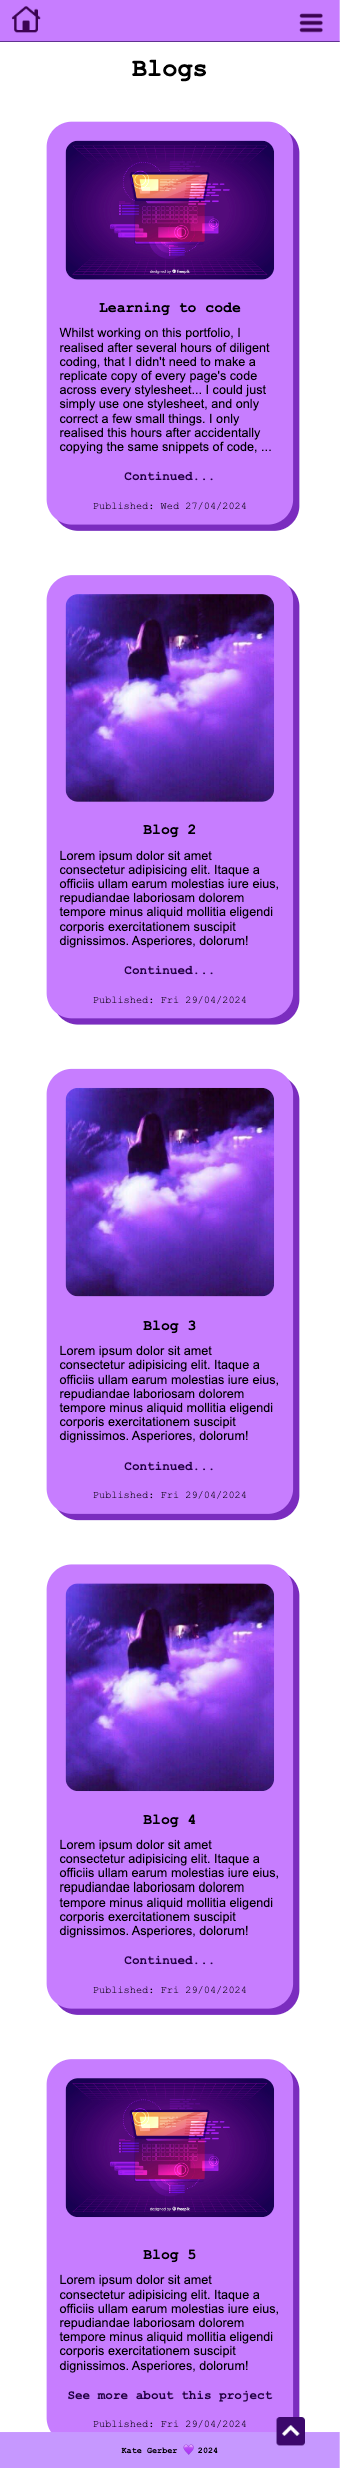 Blogs
designed by freepik
Learning to code
Whilst working on this portfolio, I
realised after several hours of diligent
coding, that I didn't need to make a
replicate copy of every page's code
across every stylesheet... I could just
simply use one stylesheet, and only
correct a few small things. I only
realised this hours after accidentally
copying the same snippets of code, ...
Continued...
Published: Wed 27/04/2024
Blog 2
Lorem ipsum dolor sit amet
consectetur adipisicing elit. Itaque a
officiis ullam earum molestias iure eius,
repudiandae laboriosam dolorem
tempore minus aliquid mollitia eligendi
corporis exercitationem suscipit
dignissimos. Asperiores, dolorum!
Continued...
Published: Fri 29/04/2024
Blog 3
Lorem ipsum dolor sit amet
consectetur adipisicing elit. Itaque a
officiis ullam earum molestias iure eius,
repudiandae laboriosam dolorem
tempore minus aliquid mollitia eligendi
corporis exercitationem suscipit
dignissimos. Asperiores, dolorum!
Continued...
Published: Fri 29/04/2024
Blog 4
Lorem ipsum dolor sit amet
consectetur adipisicing elit. Itaque a
officiis ullam earum molestias iure eius,
repudiandae laboriosam dolorem
tempore minus aliquid mollitia eligendi
corporis exercitationem suscipit
dignissimos. Asperiores, dolorum!
Continued...
Published: Fri 29/04/2024
designed by freepik
Blog 5
Lorem ipsum dolor sit amet
consectetur adipisicing elit. Itaque a
officiis ullam earum molestias iure eius,
repudiandae laboriosam dolorem
tempore minus aliquid mollitia eligendi
corporis exercitationem suscipit
dignissimos. Asperiores, dolorum!
See more about this project
Published: Fri 29/04/2024
Kate Gerber 💜 2024